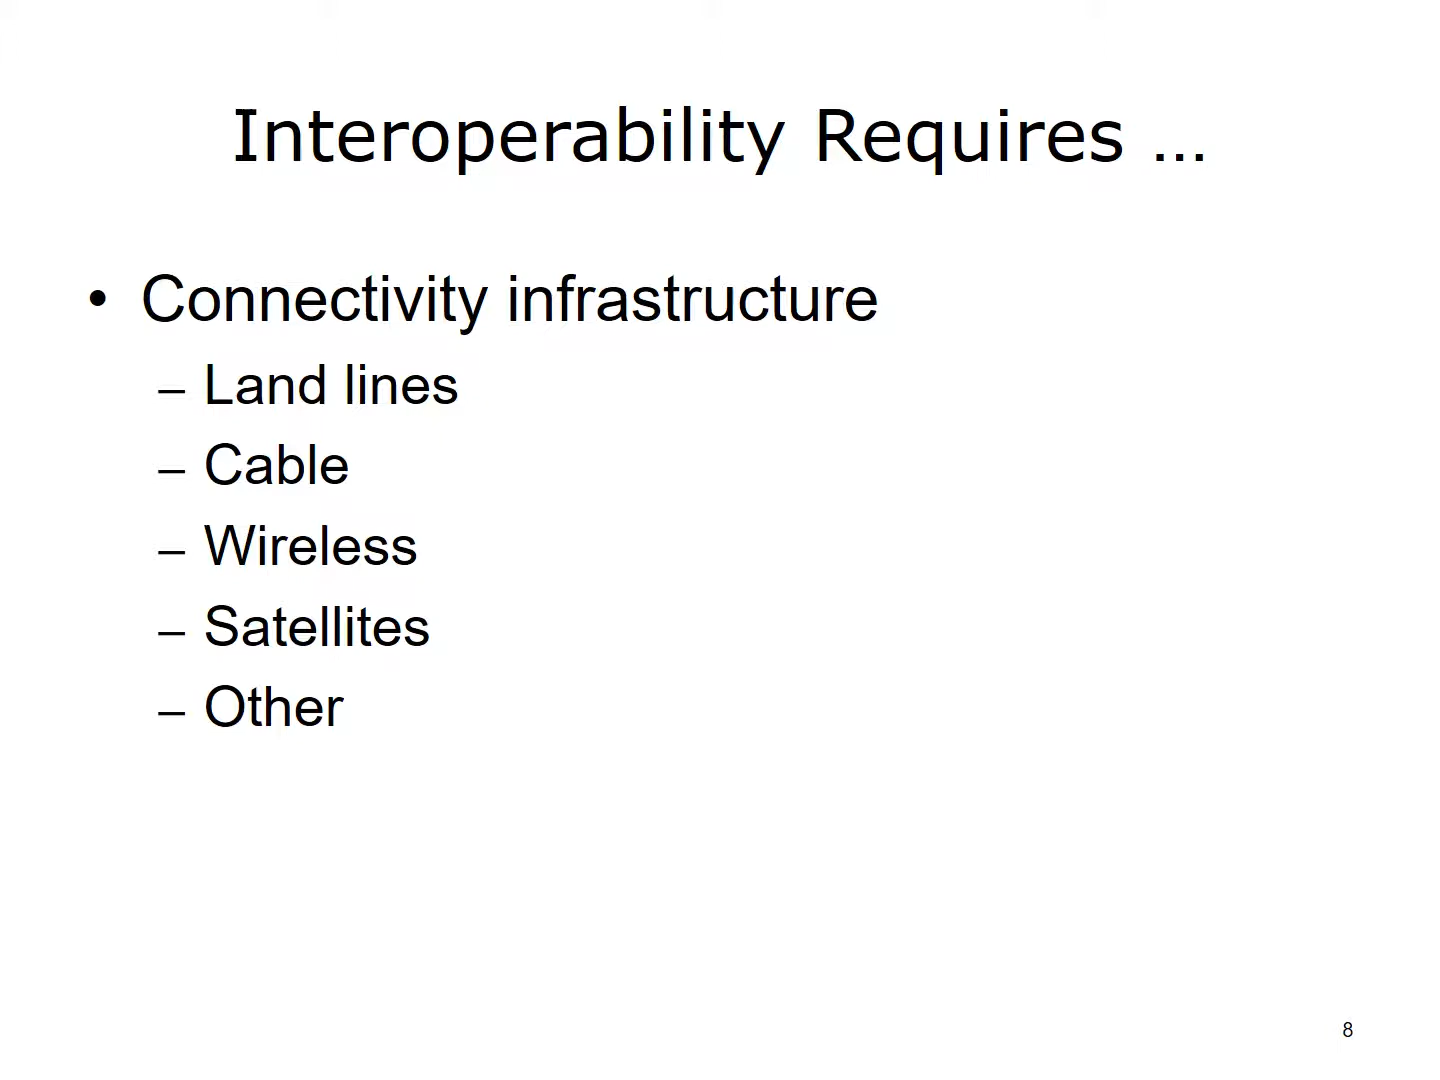 Interoperability Requires …
• Connectivity infrastructure
– Land lines
– Cable
– Wireless
– Satellites
– Other
8